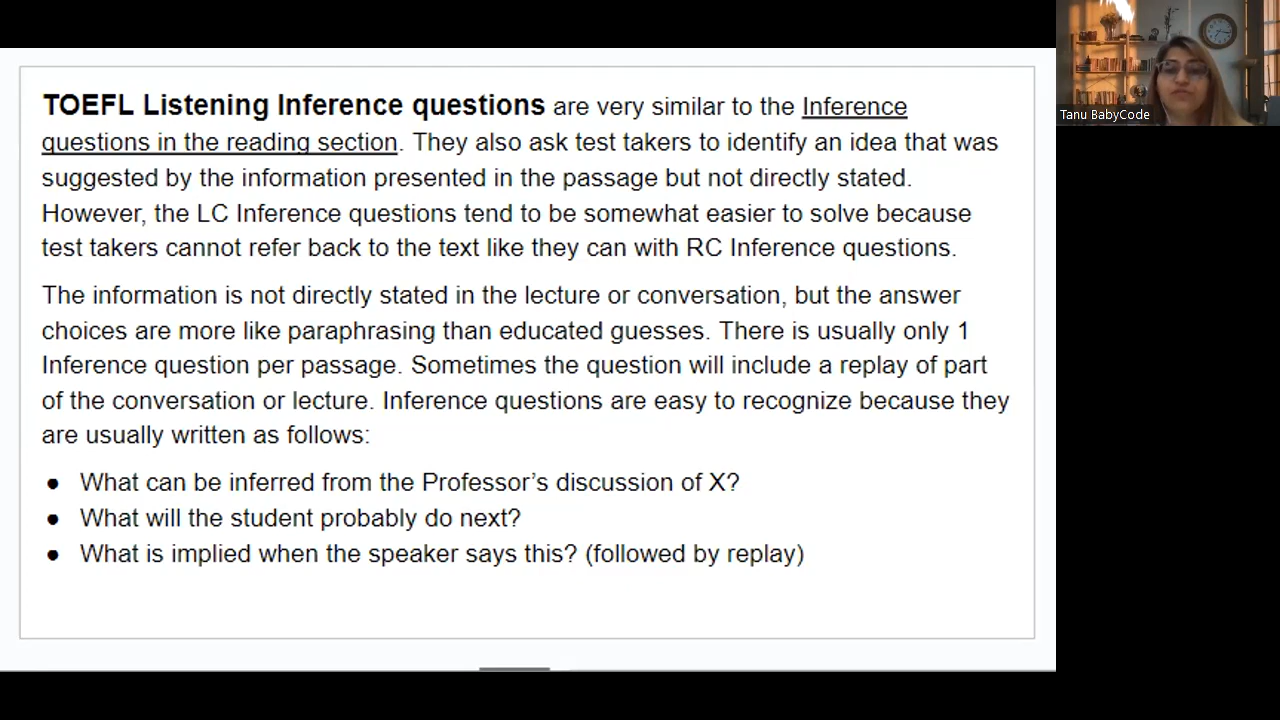 TOEFL Listening Inference questions are very similar to the Inference
questions in the reading section. They also ask test takers to identify an idea that was
suggested by the information presented in the passage but not directly stated.
However, the LC Inference questions tend to be somewhat easier to solve because
test takers cannot refer back to the text like they can with RC Inference questions.
The information is not directly stated in the lecture or conversation, but the answer
choices are more like paraphrasing than educated guesses. There is usually only 1
Inference question per passage. Sometimes the question will include a replay of part
of the conversation or lecture. Inference questions are easy to recognize because they
are usually written as follows:
● What can be inferred from the Professor’s discussion of X?
● What will the student probably do next?
● What is implied when the speaker says this? (followed by replay)
Tanu BabyCode